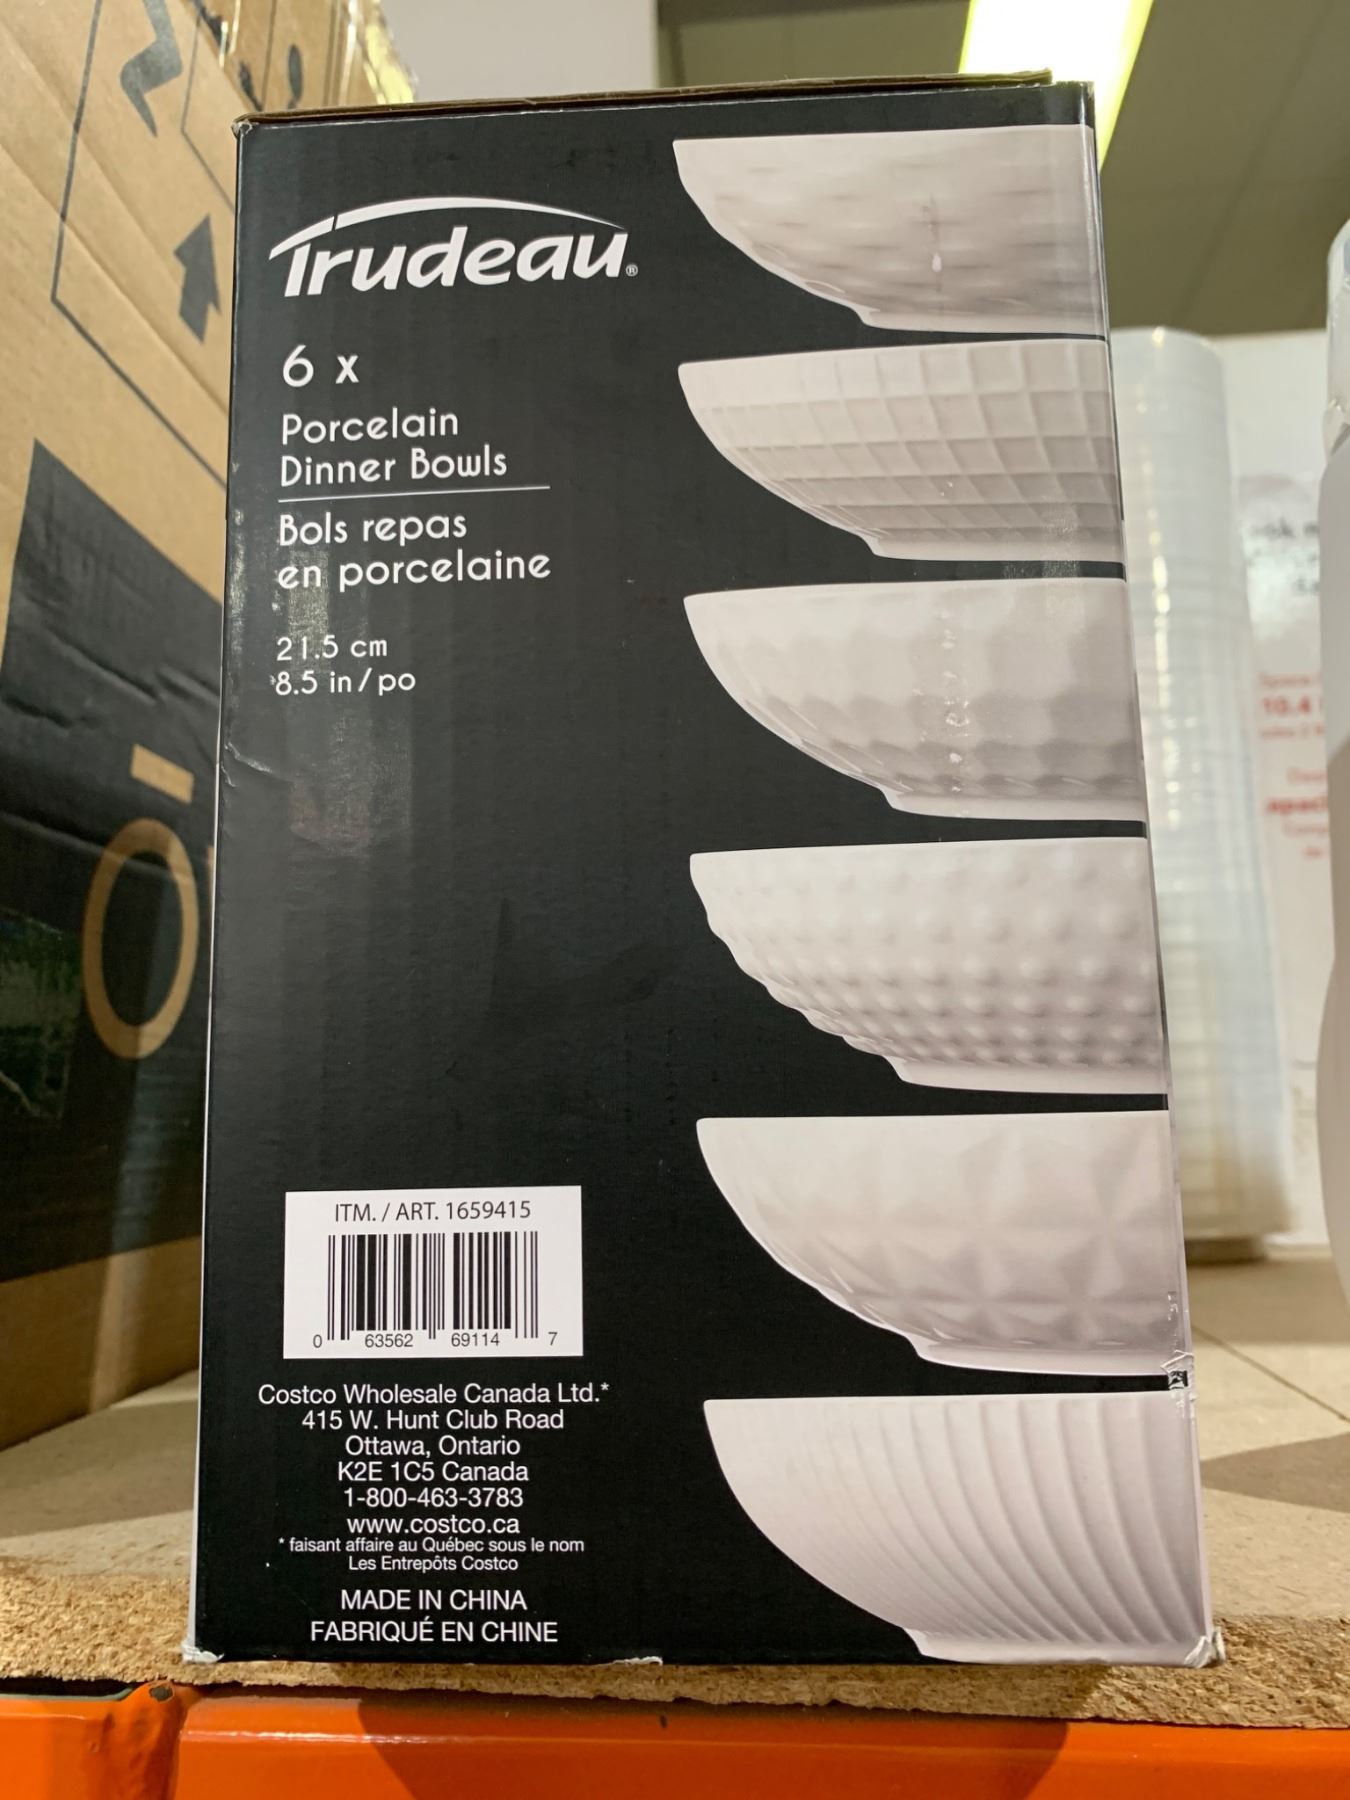 Trudeau®
6 x
Porcelain
Dinner Bowls
Bols repas
en porcelaine
21.5 cm
8.5 in/po
ITM. / ART. 1659415
0 63562 69114 7
Costco Wholesale Canada Ltd.*
415 W. Hunt Club Road
Ottawa, Ontario
K2E 1C5 Canada
1-800-463-3783
www.costco.ca
* faisant affaire au Québec sous le nom
Les Entrepôts Costco
MADE IN CHINA
FABRIQUÉ EN CHINE
10.4